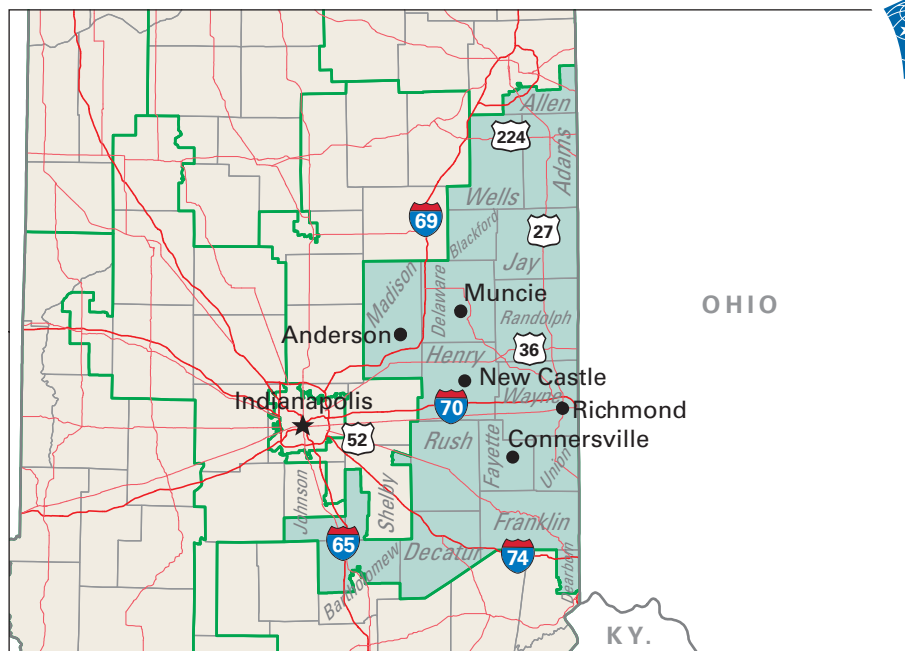 Allen
224
Adams
Wells
69
Blackford
27
Jay
Madison
Delaware
Muncie
OHIO
Randolph
Anderson
36
Henry
New Castle
Wayne
Indianapolis
70
Richmond
52
Rush
Fayette
Connersville
Union
Johnson
Shelby
Franklin
65
Decatur
74
Bartholomew
Dearborn
KY.